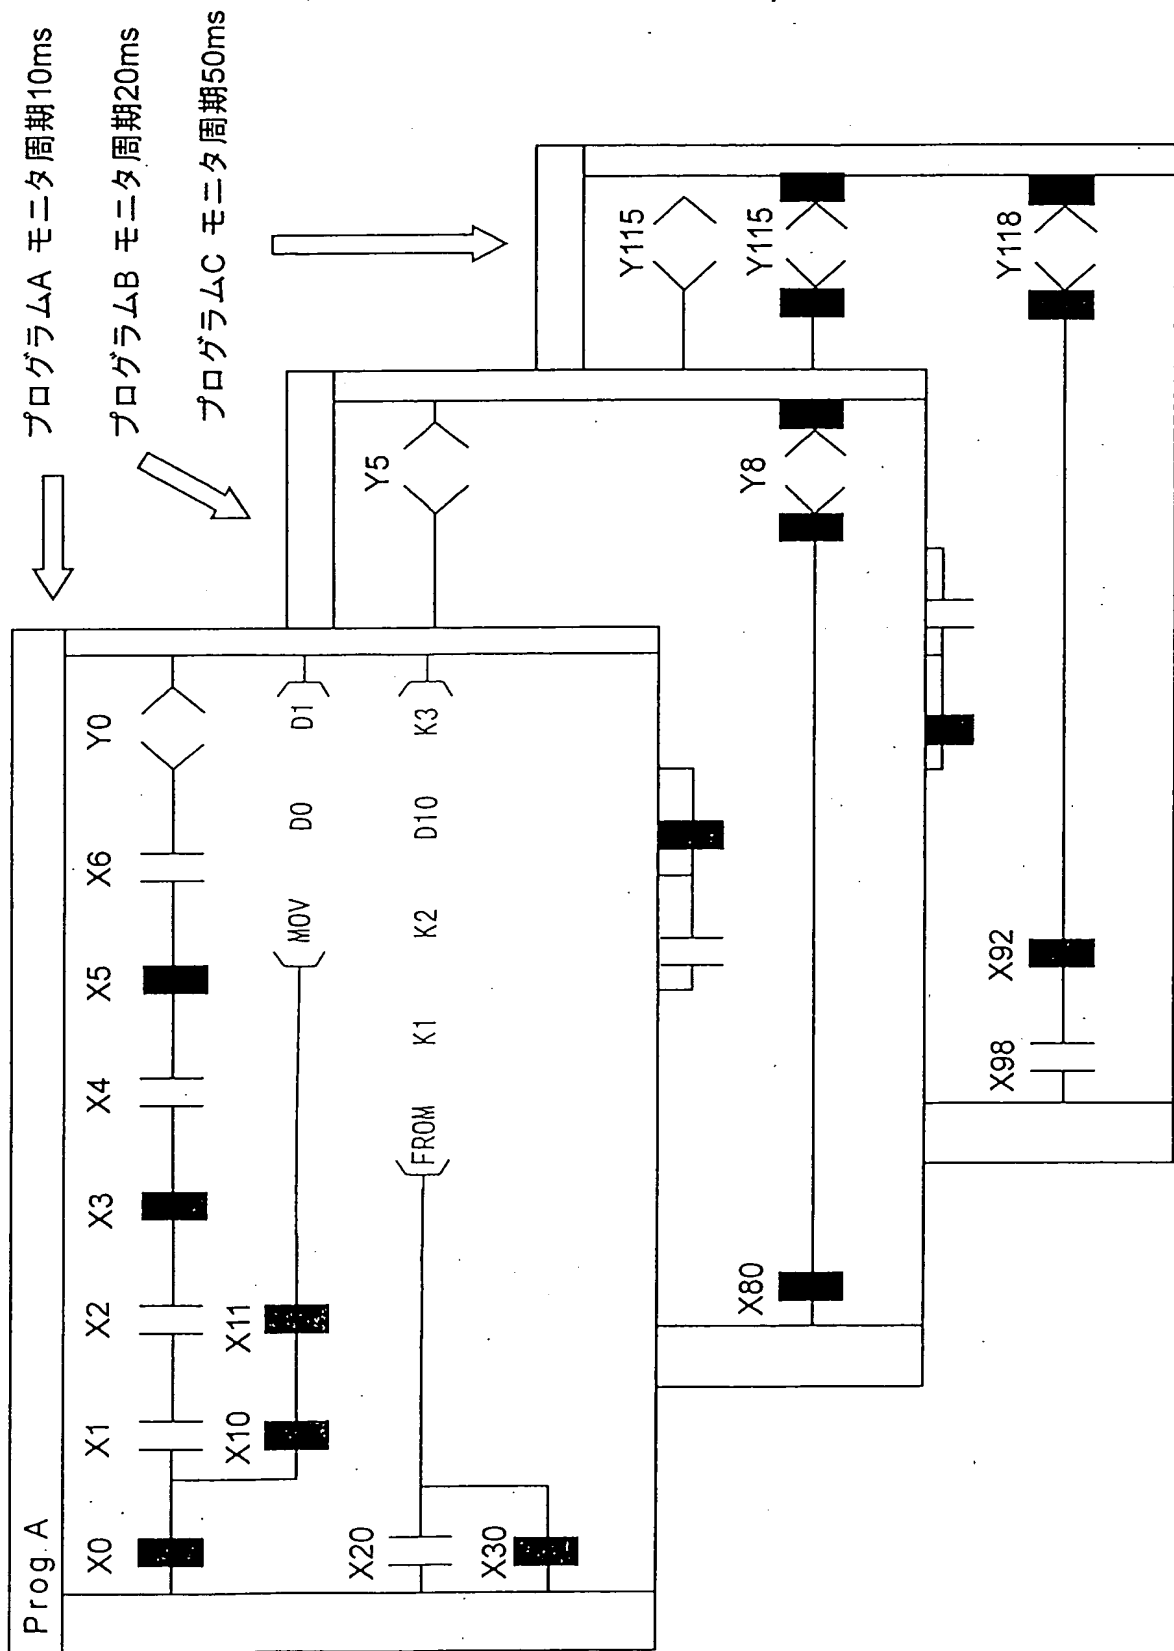 プログラムA モニタ周期10ms
プログラムB モニタ周期20ms
プログラムC モニタ周期50ms
Prog. A
X0 X1 X2 X3 X4 X5 X6 Y0
X10 X11 MOV D0 D1
X20 FROM K1 K2 D10 K3
X30
Y5
X80 Y8
Y115
Y115
X98 X92 Y118